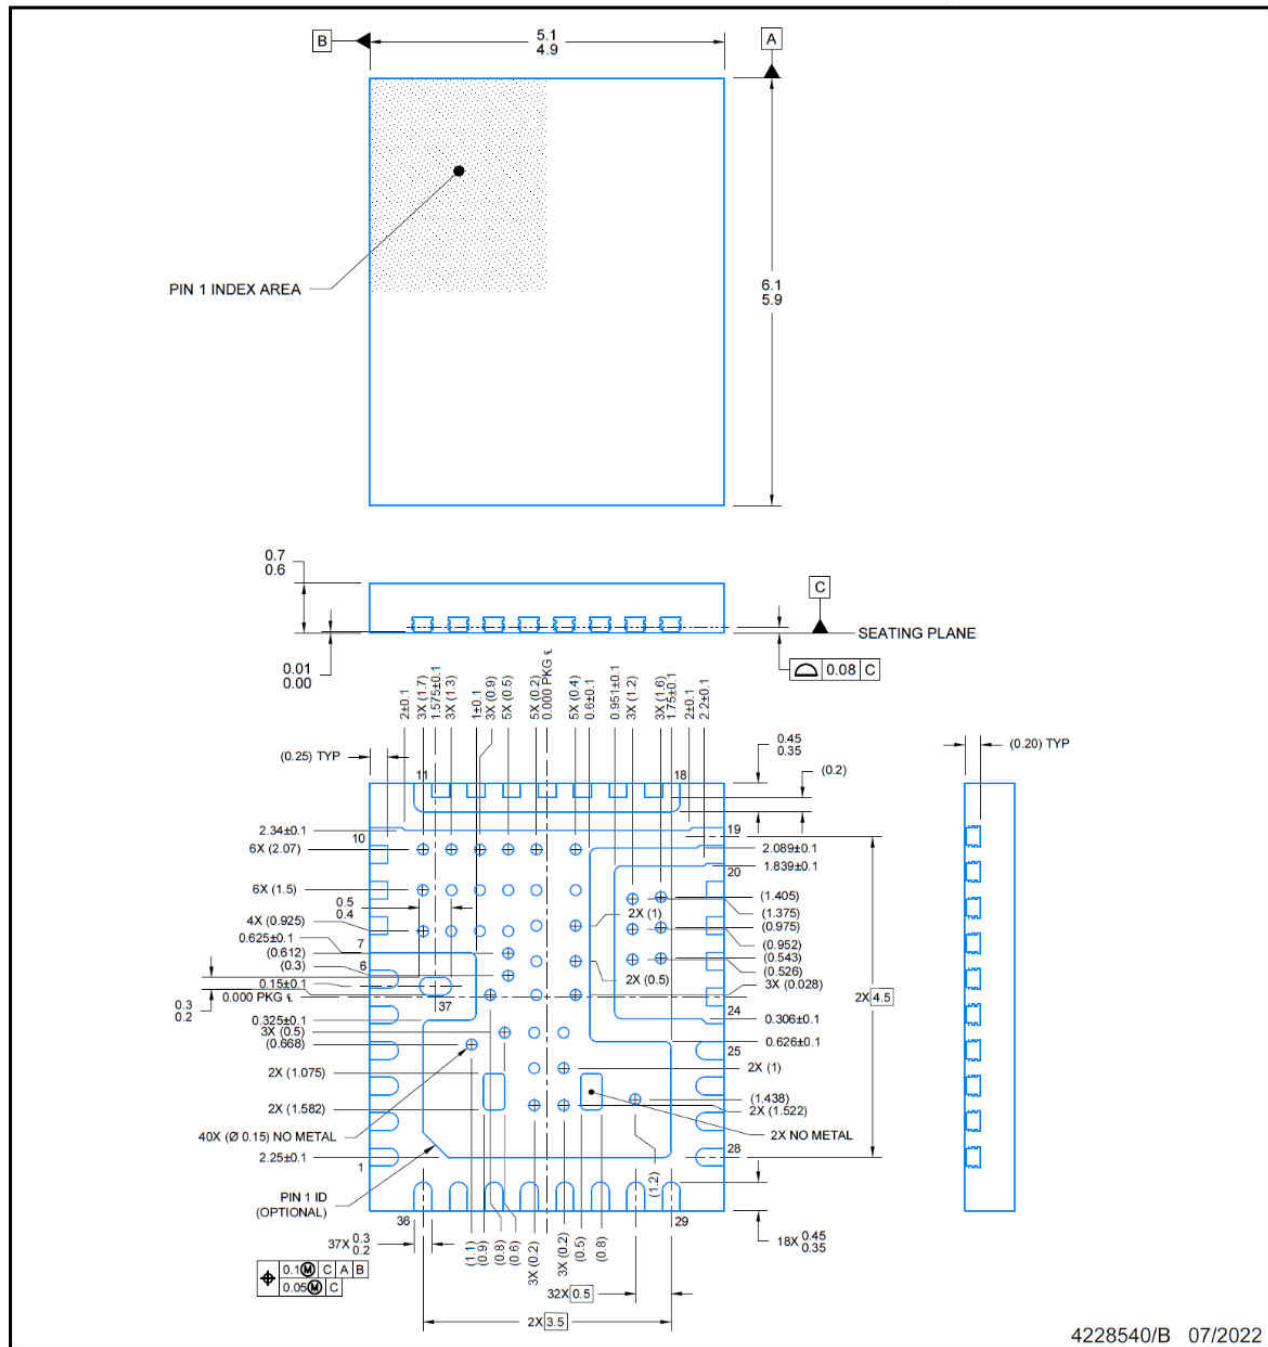 B
5.1
4.9
A
PIN 1 INDEX AREA
6.1
5.9
0.7
0.6
C
SEATING PLANE
0.01
0.00
0.08 C
2±0.1
3X (1.7)
1.575±0.1
3X (1.3)
1±0.1
3X (0.9)
5X (0.5)
5X (0.2)
0.000 PKG ℄
5X (0.4)
0.6±0.1
0.951±0.1
3X (1.2)
3X (1.6)
1.75±0.1
2±0.1
2.2±0.1
(0.25) TYP
11
18
0.45
0.35
(0.2)
(0.20) TYP
2.34±0.1
10
19
6X (2.07)
2.089±0.1
1.839±0.1
20
6X (1.5)
(1.405)
0.5
0.4
2X (1)
(1.375)
4X (0.925)
(0.975)
0.625±0.1
7
(0.952)
(0.612)
(0.543)
(0.3)
6
2X (0.5)
(0.526)
0.15±0.1
3X (0.028)
0.3
0.2
0.000 PKG ℄
37
2X 4.5
0.325±0.1
24
0.306±0.1
3X (0.5)
(0.668)
0.626±0.1
25
2X (1.075)
2X (1)
2X (1.582)
(1.438)
2X (1.522)
40X (Ø 0.15) NO METAL
2X NO METAL
2.25±0.1
1
28
PIN 1 ID
(OPTIONAL)
(1.2)
36
29
37X 0.3
0.2
(1.1)
(0.9)
(0.8)
(0.6)
3X (0.2)
3X (0.2)
(0.5)
(0.8)
18X 0.45
0.35
0.1Ⓜ C A B
0.05Ⓜ C
32X 0.5
2X 3.5
4228540/B 07/2022